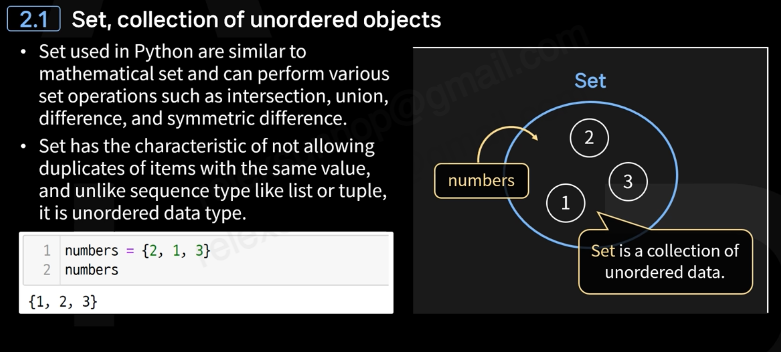 2.1 Set, collection of unordered objects
• Set used in Python are similar to
mathematical set and can perform various
set operations such as intersection, union,
difference, and symmetric difference.
• Set has the characteristic of not allowing
duplicates of items with the same value,
and unlike sequence type like list or tuple,
it is unordered data type.
1 numbers = {2, 1, 3}
2 numbers
{1, 2, 3}
Set
numbers
2
3
1
Set is a collection of
unordered data.